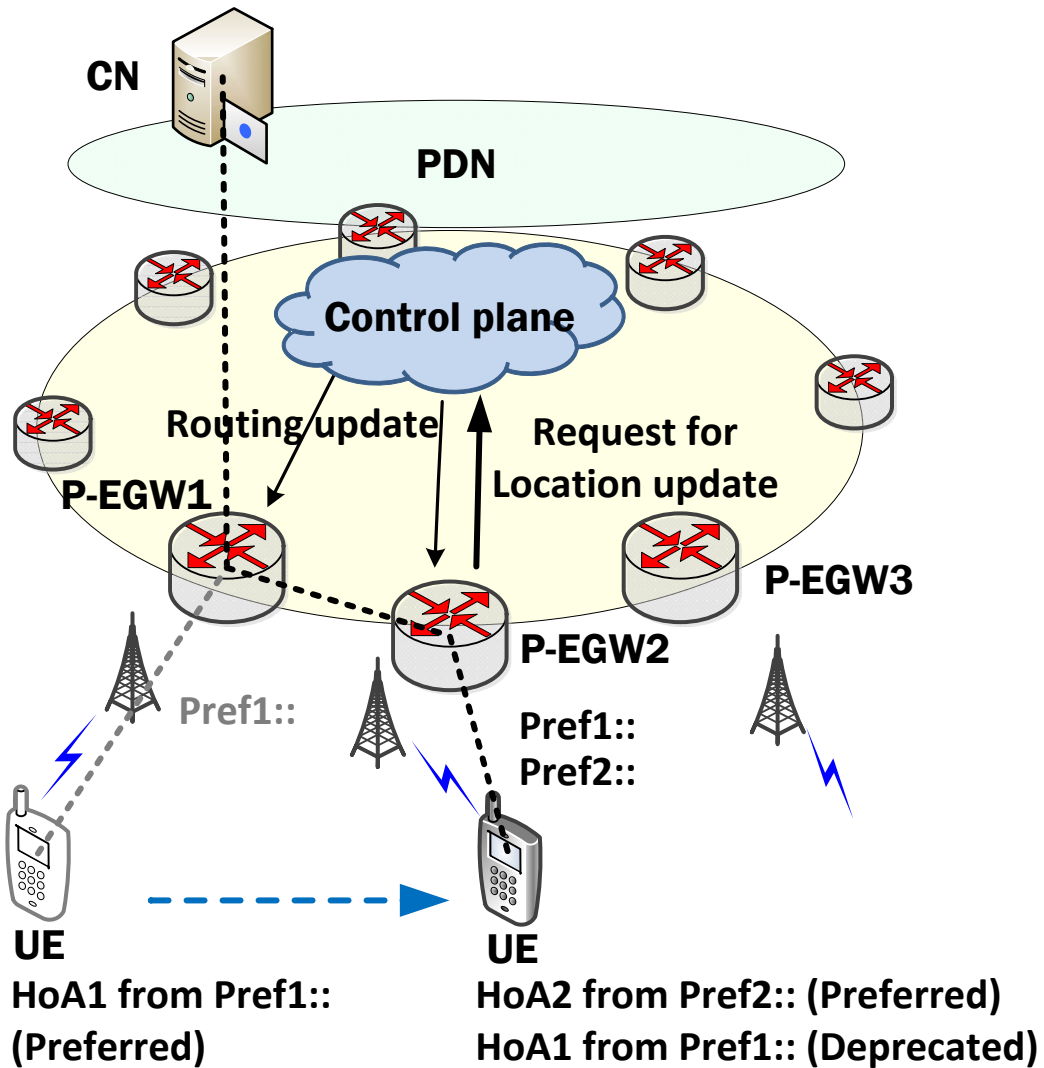 CN
PDN
Control plane
Routing update
Request for
Location update
P-EGW1
P-EGW3
P-EGW2
Pref1::
Pref1::
Pref2::
UE
HoA1 from Pref1::
(Preferred)
UE
HoA2 from Pref2:: (Preferred)
HoA1 from Pref1:: (Deprecated)